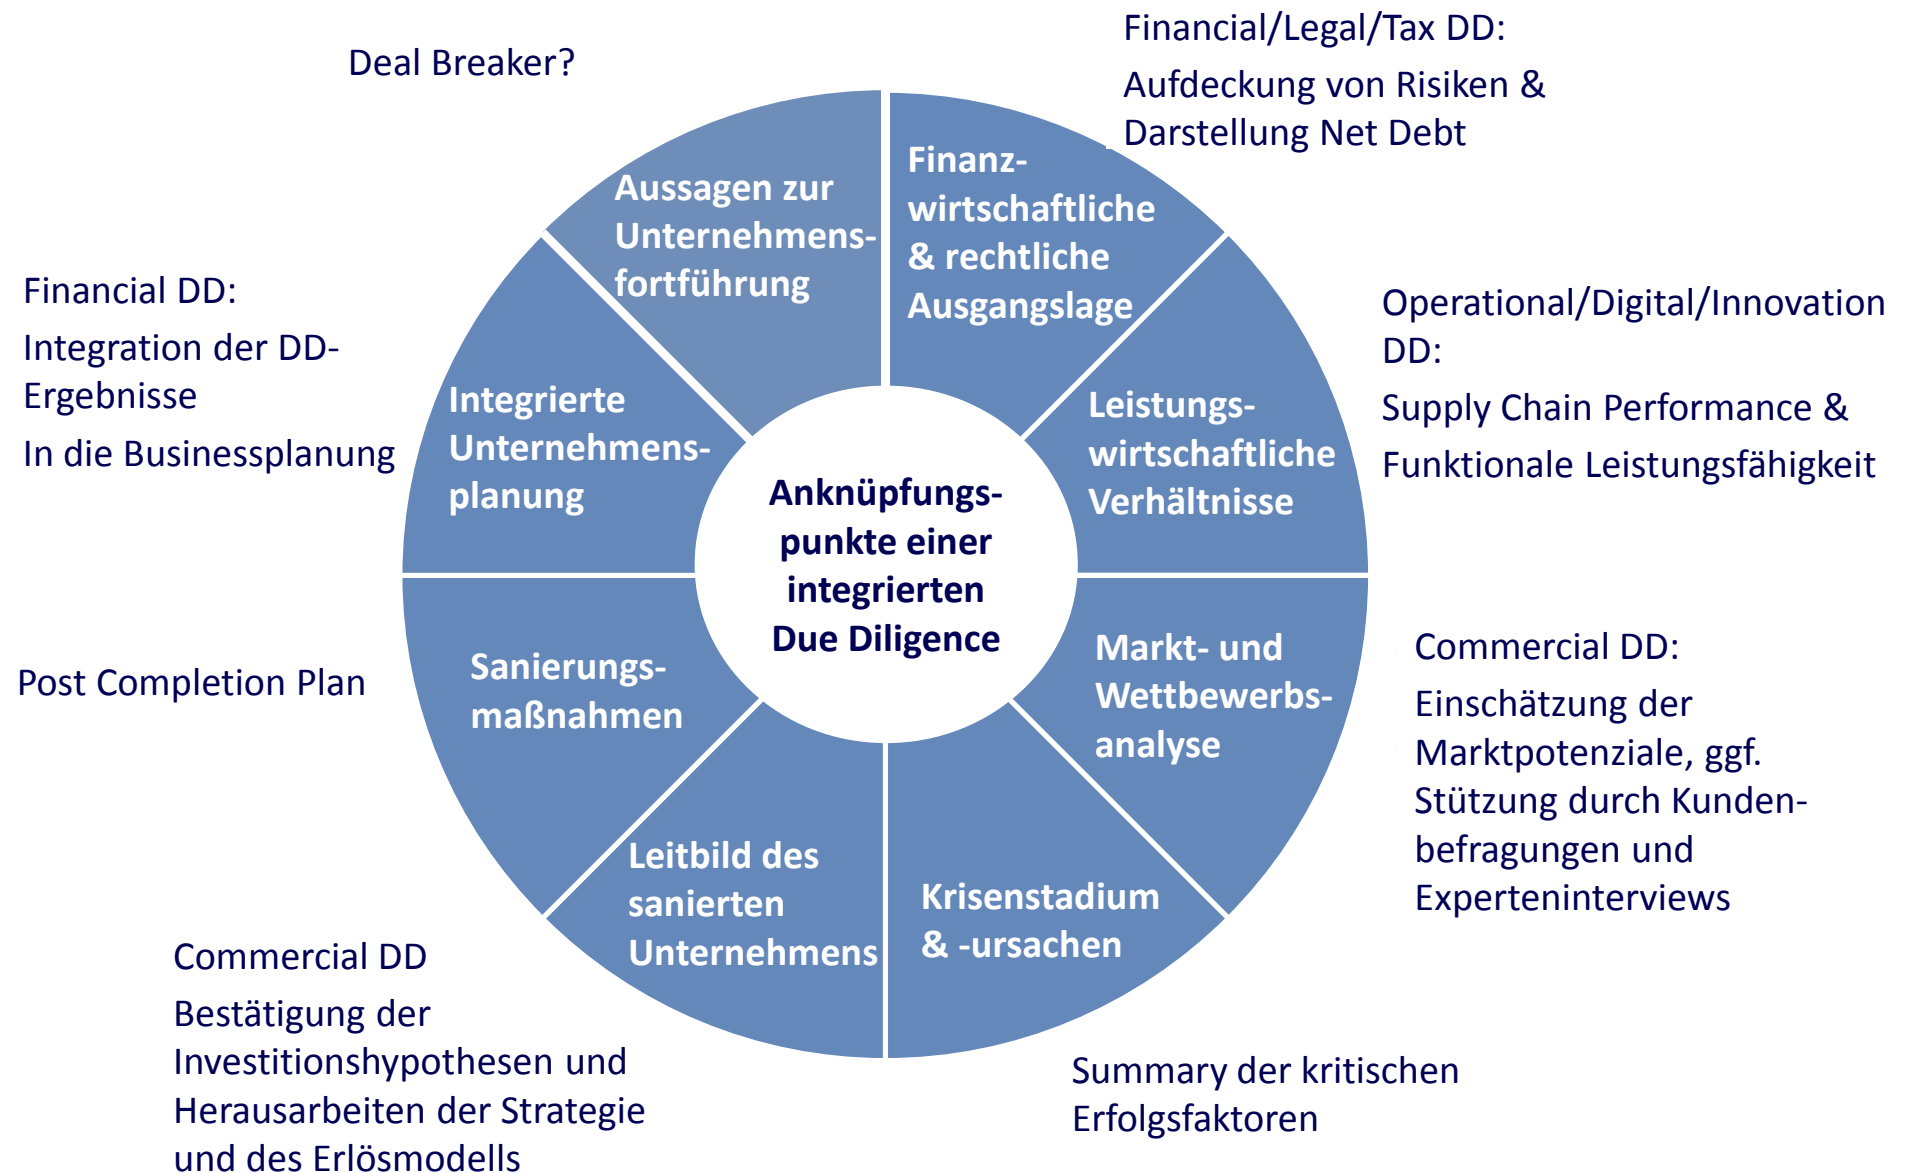 Deal Breaker?
Financial/Legal/Tax DD:
Aufdeckung von Risiken &
Darstellung Net Debt
Aussagen zur
Unternehmens-
fortführung
Finanz-
wirtschaftliche
& rechtliche
Ausgangslage
Financial DD:
Integration der DD-
Ergebnisse
In die Businessplanung
Integrierte
Unternehmens-
planung
Leistungs-
wirtschaftliche
Verhältnisse
Operational/Digital/Innovation
DD:
Supply Chain Performance &
Funktionale Leistungsfähigkeit
Anknüpfungs-
punkte einer
integrierten
Due Diligence
Post Completion Plan
Sanierungs-
maßnahmen
Markt- und
Wettbewerbs-
analyse
Commercial DD:
Einschätzung der
Marktpotenziale, ggf.
Stützung durch Kunden-
befragungen und
Experteninterviews
Leitbild des
sanierten
Unternehmens
Krisenstadium
& -ursachen
Commercial DD
Bestätigung der
Investitionshypothesen und
Herausarbeiten der Strategie
und des Erlösmodells
Summary der kritischen
Erfolgsfaktoren